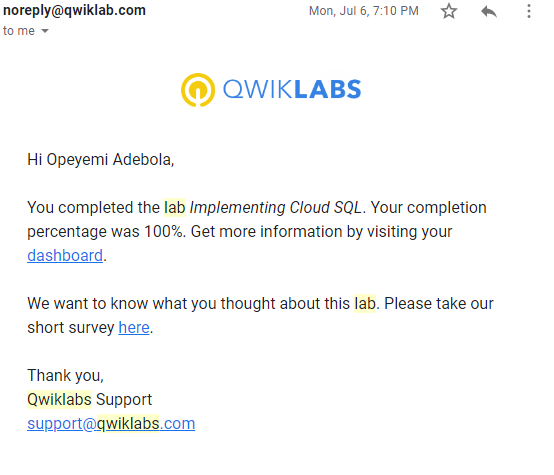 noreply@qwiklab.com Mon, Jul 6, 7:10 PM
to me
QWIKLABS
Hi Opeyemi Adebola,
You completed the lab Implementing Cloud SQL. Your completion
percentage was 100%. Get more information by visiting your
dashboard.
We want to know what you thought about this lab. Please take our
short survey here.
Thank you,
Qwiklabs Support
support@qwiklabs.com